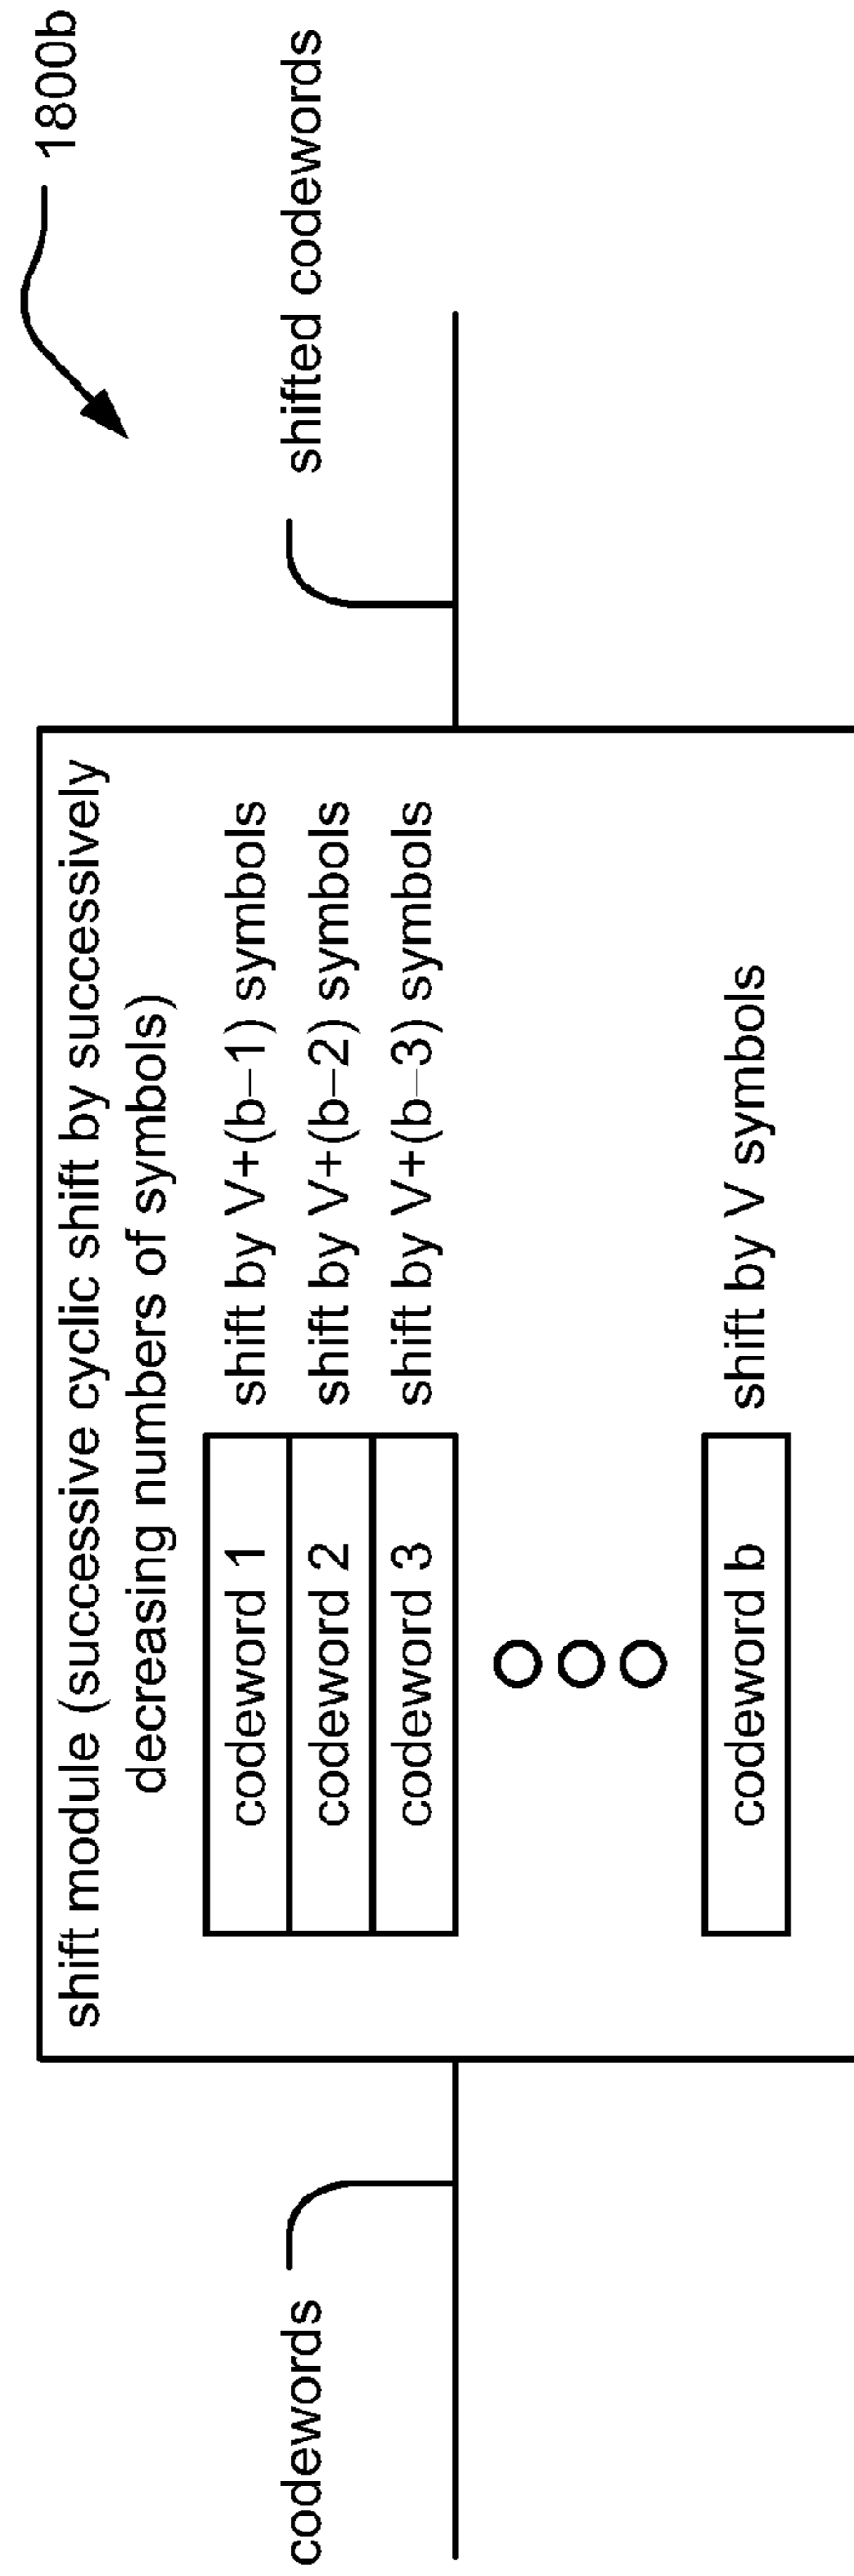 1800b
codewords
shifted codewords
shift module (successive cyclic shift by successively
decreasing numbers of symbols)
codeword 1 shift by V+(b–1) symbols
codeword 2 shift by V+(b–2) symbols
codeword 3 shift by V+(b–3) symbols
codeword b shift by V symbols